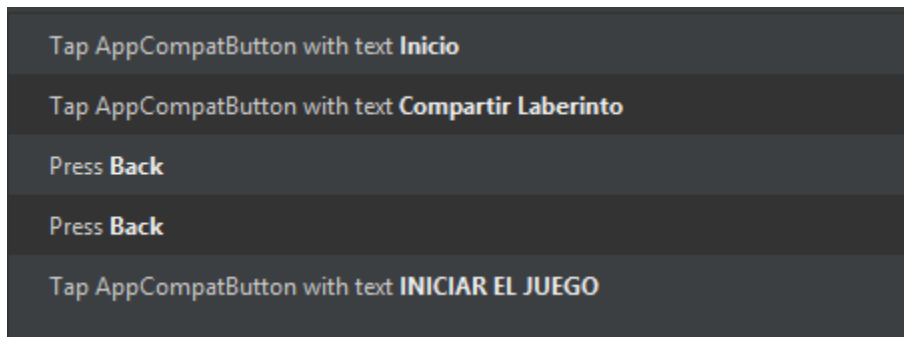 Tap AppCompatButton with text Inicio
Tap AppCompatButton with text Compartir Laberinto
Press Back
Press Back
Tap AppCompatButton with text INICIAR EL JUEGO